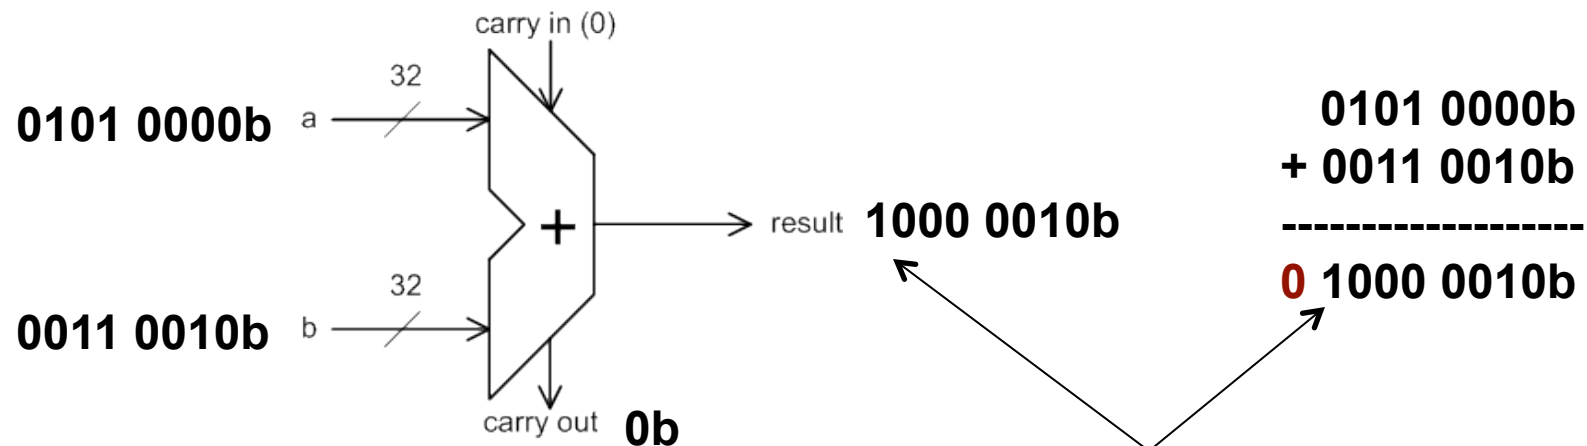 carry in (0)
32
0101 0000b a
+
result 1000 0010b
32
0011 0010b b
carry out 0b
0101 0000b
+ 0011 0010b
-------------------
0 1000 0010b